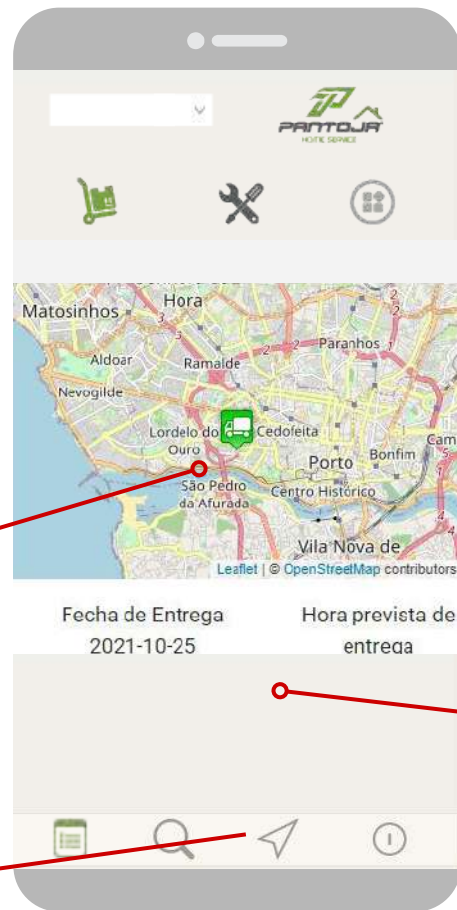 PANTOJA
HOME SERVICE
Hora
Matosinhos
Paranhos
Aldoar
Ramalde
Nevogilde
Lordelo do
Ouro
Cedofeita
Bonfim
Cam
Porto
São Pedro
da Afurada
Centro Histórico
Vila Nova de
Leaflet | © OpenStreetMap contributors
Fecha de Entrega
2021-10-25
Hora prevista de
entrega